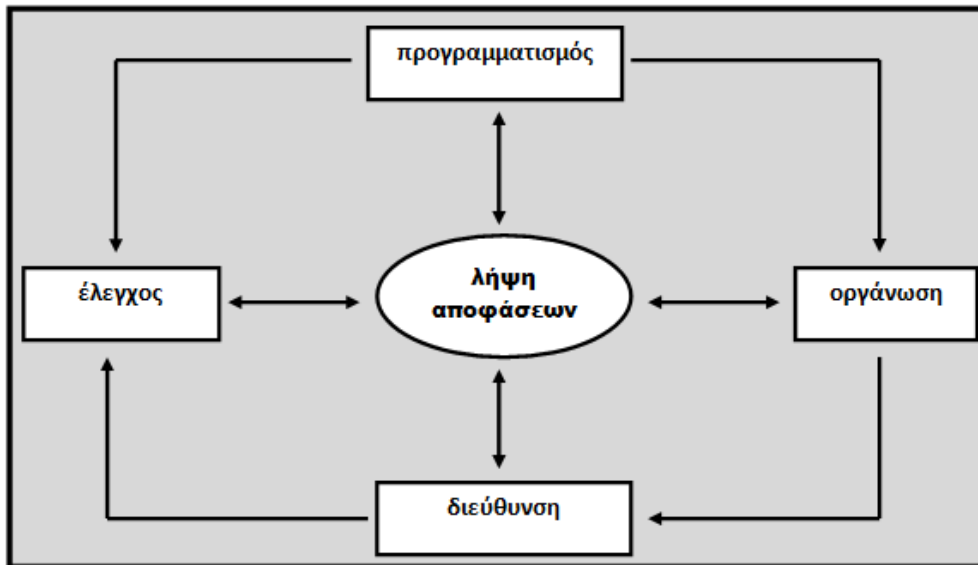 προγραμματισμός
έλεγχος
λήψη
αποφάσεων
οργάνωση
διεύθυνση